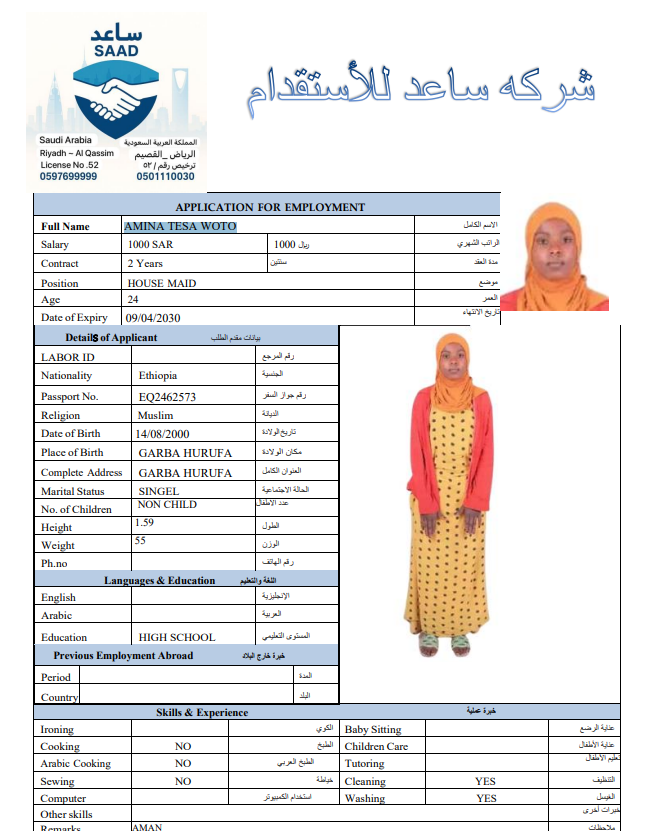 ساعد
SAAD
Saudi Arabia المملكة العربية السعودية
Riyadh – Al Qassim الرياض _القصيم
License No .52 ترخيص رقم / ٥٢
0597699999 0501110030
شركه ساعد للأستقدام
APPLICATION FOR EMPLOYMENT
Full Name AMINA TESA WOTO الاسم الكامل
Salary 1000 SAR 1000 ريال الراتب الشهري
Contract 2 Years سنتين مدة العقد
Position HOUSE MAID موضع
Age 24 العمر
Date of Expiry 09/04/2030 تاريخ الانتهاء
Details of Applicant بيانات مقدم الطلب
LABOR ID رقم المرجع
Nationality Ethiopia الجنسية
Passport No. EQ2462573 رقم جواز السفر
Religion Muslim الديانة
Date of Birth 14/08/2000 تاريخ الولادة
Place of Birth GARBA HURUFA مكان الولادة
Complete Address GARBA HURUFA العنوان الكامل
Marital Status SINGEL الحالة الاجتماعية
No. of Children NON CHILD عدد الاطفال
Height 1.59 الطول
Weight 55 الوزن
Ph.no رقم الهاتف
Languages & Education اللغة والتعليم
English الإنجليزية
Arabic العربية
Education HIGH SCHOOL المستوى التعليمي
Previous Employment Abroad خبرة خارج البلاد
Period المدة
Country البلد
Skills & Experience خبرة عملية
Ironing الكوي Baby Sitting عناية الرضع
Cooking NO الطبخ Children Care عناية الأطفال
Arabic Cooking NO الطبخ العربي Tutoring تعليم الأطفال
Sewing NO خياطة Cleaning YES التنظيف
Computer استخدام الكمبيوتر Washing YES الغسيل
Other skills خبرات أخرى
Remarks AMAN ملاحظات